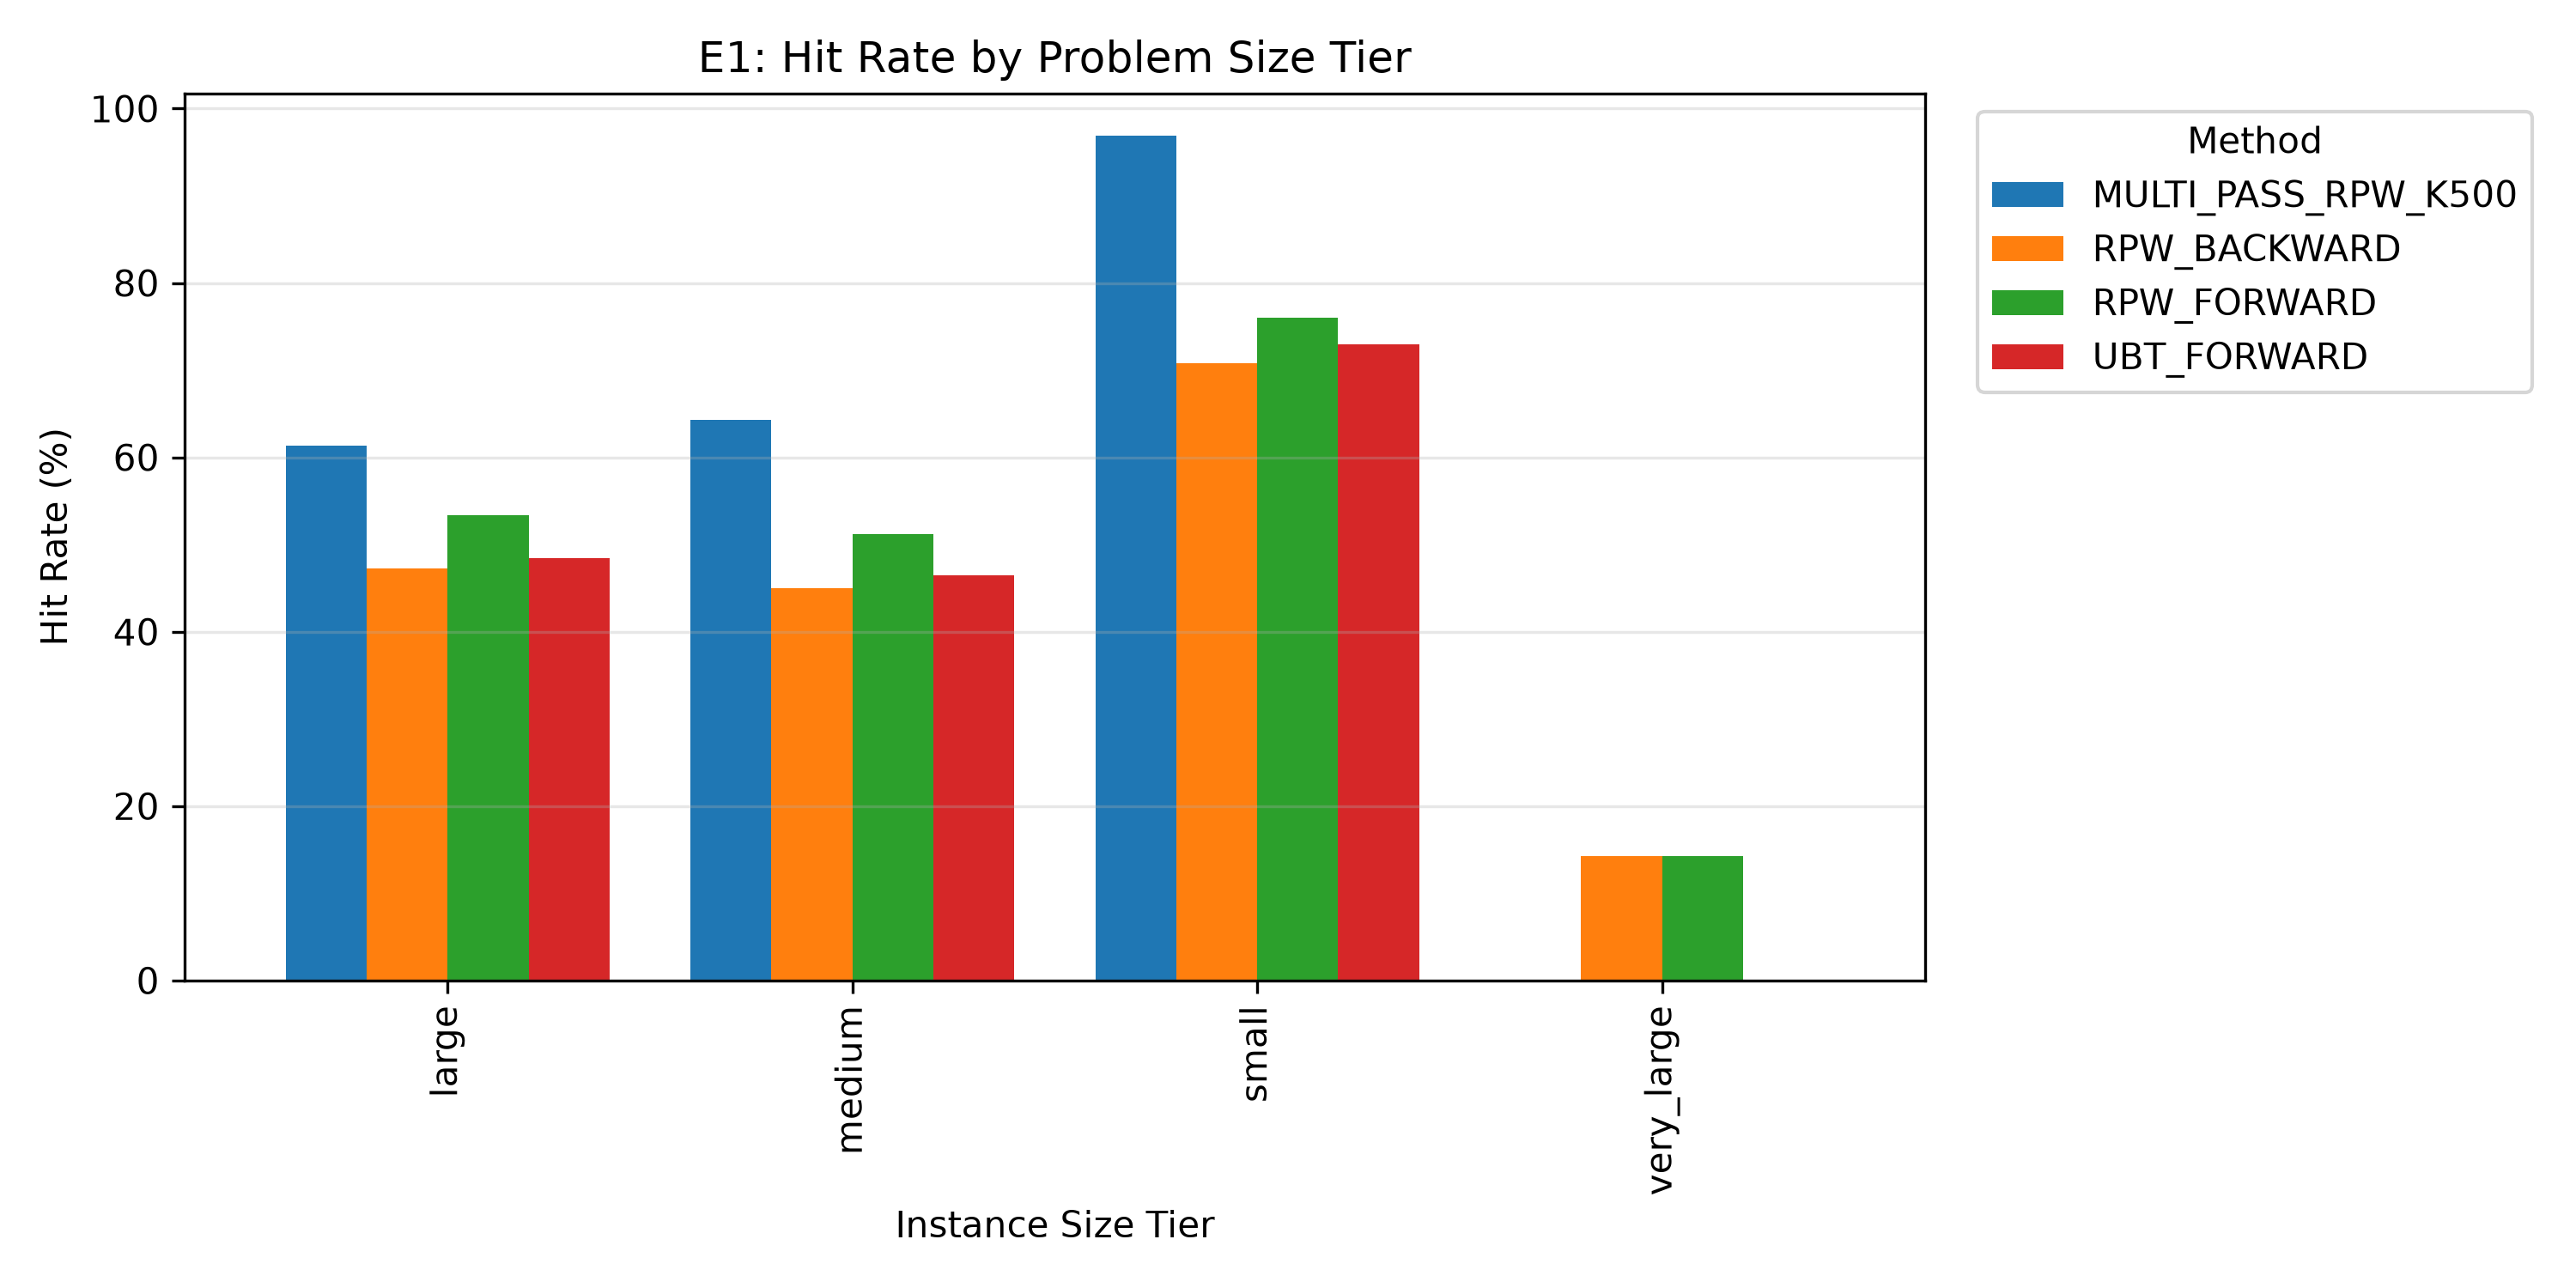 E1: Hit Rate by Problem Size Tier
100
80
60
40
20
0
Hit Rate (%)
large
medium
small
very_large
Instance Size Tier
Method
MULTI_PASS_RPW_K500
RPW_BACKWARD
RPW_FORWARD
UBT_FORWARD